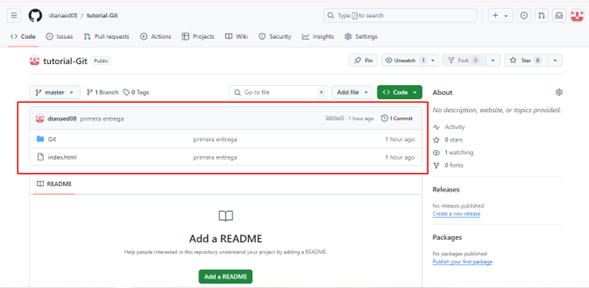 dianaed08 / tutorial-Git
Type / to search
Code Issues Pull requests Actions Projects Wiki Security Insights Settings
tutorial-Git Public Pin Unwatch 1 Fork 0 Star 0
master 1 Branch 0 Tags Go to file Add file Code
About
No description, website, or topics provided.
dianaed08 primera entrega 1 hour ago 1 Commit
Git primera entrega 1 hour ago
index.html primera entrega 1 hour ago
Activity
0 stars
1 watching
0 forks
README
Releases
No releases published
Create a new release
Add a README
Help people interested in this repository understand your project by adding a README.
Add a README
Packages
No packages published
Publish your first package